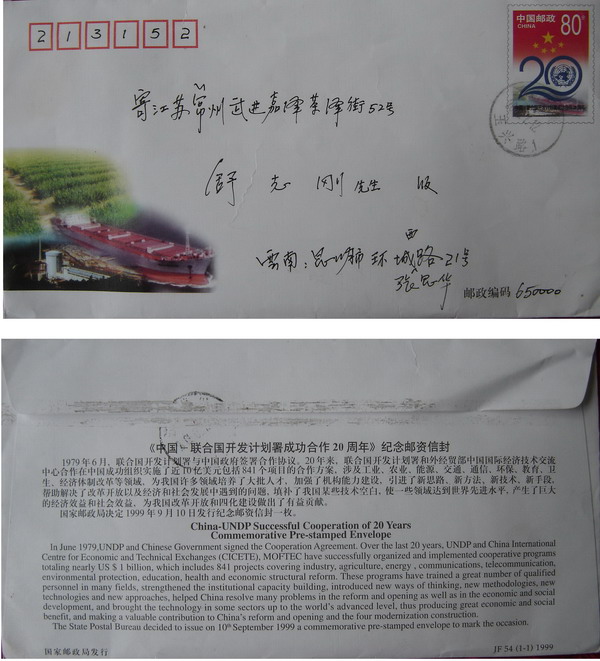 213152
中国邮政
CHINA
80分
20
寄江苏常州武进嘉泽菜泽街52号
舒志刚先生 收
云南:昆明市环城西路21号
张昆华
邮政编码 650000
《中国－联合国开发计划署成功合作20周年》纪念邮资信封
1979年6月，联合国开发计划署与中国政府签署合作协议。20年来，联合国开发计划署和外经贸部中国国际经济技术交流
中心合作在中国成功组织实施了近10亿美元包括841个项目的合作方案，涉及工业、农业、能源、交通、通信、环保、教育、卫
生、经济体制改革等领域，为我国许多领域培养了大批人才，加强了机构能力建设，引进了新思路、新方法、新技术、新手段，
帮助解决了改革开放以及经济和社会发展中遇到的问题，填补了我国某些技术空白，使一些领域达到世界先进水平，产生了巨大
的经济效益和社会效益，为我国改革开放和四化建设做出了有益贡献。
国家邮政局决定1999年9月10日发行纪念邮资信封一枚。
China-UNDP Successful Cooperation of 20 Years
Commemorative Pre-stamped Envelope
In June 1979,UNDP and Chinese Government signed the Cooperation Agreement. Over the last 20 years, UNDP and China International
Centre for Economic and Technical Exchanges (CICETE), MOFTEC have successfully organized and implemented cooperative programs
totaling nearly US $ 1 billion, which includes 841 projects covering industry, agriculture, energy , communications, telecommunication,
environmental protection, education, health and economic structural reform. These programs have trained a great number of qualified
personnel in many fields, strengthened the institutional capacity building, introduced new ways of thinking, new methodologies, new
technologies and new approaches, helped China resolve many problems in the reform and opening as well as in the economic and social
development, and brought the technology in some sectors up to the world's advanced level, thus producing great economic and social
benefit, and making a valuable contribution to China's reform and opening and the four modernization construction.
The State Postal Bureau decided to issue on 10th September 1999 a commemorative pre-stamped envelope to mark the occasion.
国家邮政局发行
JF 54 (1-1) 1999